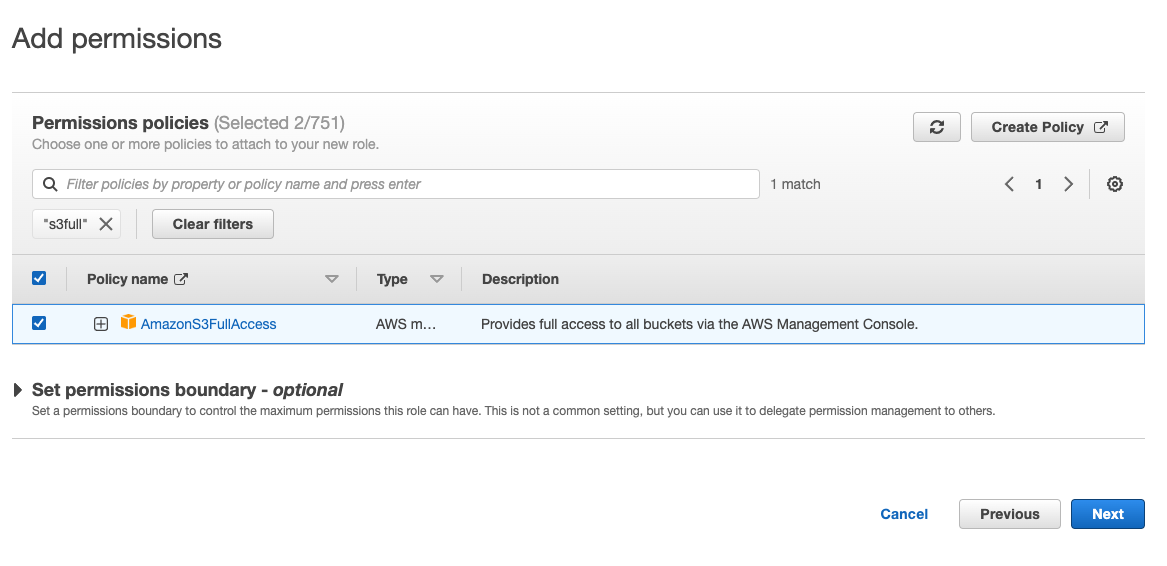 Add permissions
Permissions policies (Selected 2/751)
Create Policy
Choose one or more policies to attach to your new role.
Filter policies by property or policy name and press enter
1 match
1
"s3full"
Clear filters
Policy name
Type
Description
AmazonS3FullAccess
AWS m...
Provides full access to all buckets via the AWS Management Console.
Set permissions boundary - optional
Set a permissions boundary to control the maximum permissions this role can have. This is not a common setting, but you can use it to delegate permission management to others.
Cancel
Previous
Next